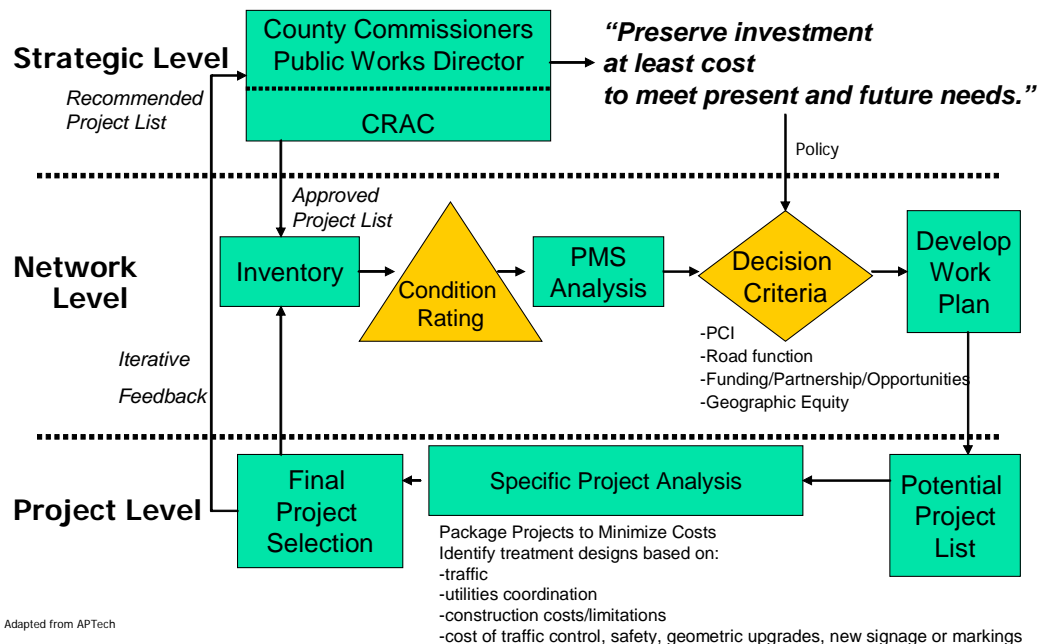 Strategic Level
County Commissioners
Public Works Director
CRAC
“Preserve investment
at least cost
to meet present and future needs.”
Recommended
Project List
Policy
Approved
Project List
Network
Level
Inventory
Condition
Rating
PMS
Analysis
Decision
Criteria
Develop
Work
Plan
-PCI
-Road function
-Funding/Partnership/Opportunities
-Geographic Equity
Iterative
Feedback
Project Level
Final
Project
Selection
Specific Project Analysis
Potential
Project
List
Package Projects to Minimize Costs
Identify treatment designs based on:
-traffic
-utilities coordination
-construction costs/limitations
-cost of traffic control, safety, geometric upgrades, new signage or markings
Adapted from APTech